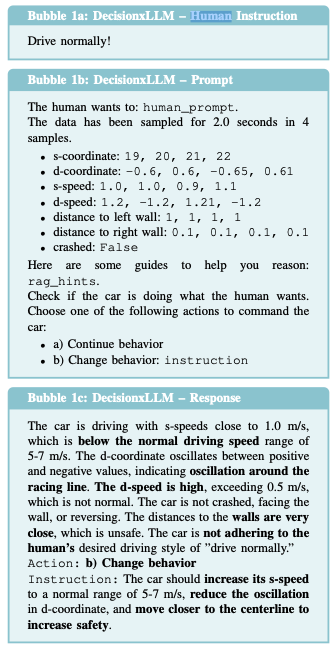 Bubble 1a: DecisionxLLM – Human Instruction
Drive normally!
Bubble 1b: DecisionxLLM – Prompt
The human wants to: human_prompt.
The data has been sampled for 2.0 seconds in 4
samples.
• s-coordinate: 19, 20, 21, 22
• d-coordinate: −0.6, 0.6, −0.65, 0.61
• s-speed: 1.0, 1.0, 0.9, 1.1
• d-speed: 1.2, −1.2, 1.21, −1.2
• distance to left wall: 1, 1, 1, 1
• distance to right wall: 0.1, 0.1, 0.1, 0.1
• crashed: False
Here are some guides to help you reason:
rag_hints.
Check if the car is doing what the human wants.
Choose one of the following actions to command the
car:
• a) Continue behavior
• b) Change behavior: instruction
Bubble 1c: DecisionxLLM – Response
The car is driving with s-speeds close to 1.0 m/s,
which is below the normal driving speed range of
5-7 m/s. The d-coordinate oscillates between positive
and negative values, indicating oscillation around the
racing line. The d-speed is high, exceeding 0.5 m/s,
which is not normal. The car is not crashed, facing the
wall, or reversing. The distances to the walls are very
close, which is unsafe. The car is not adhering to the
human's desired driving style of "drive normally."
Action: b) Change behavior
Instruction: The car should increase its s-speed
to a normal range of 5-7 m/s, reduce the oscillation
in d-coordinate, and move closer to the centerline to
increase safety.